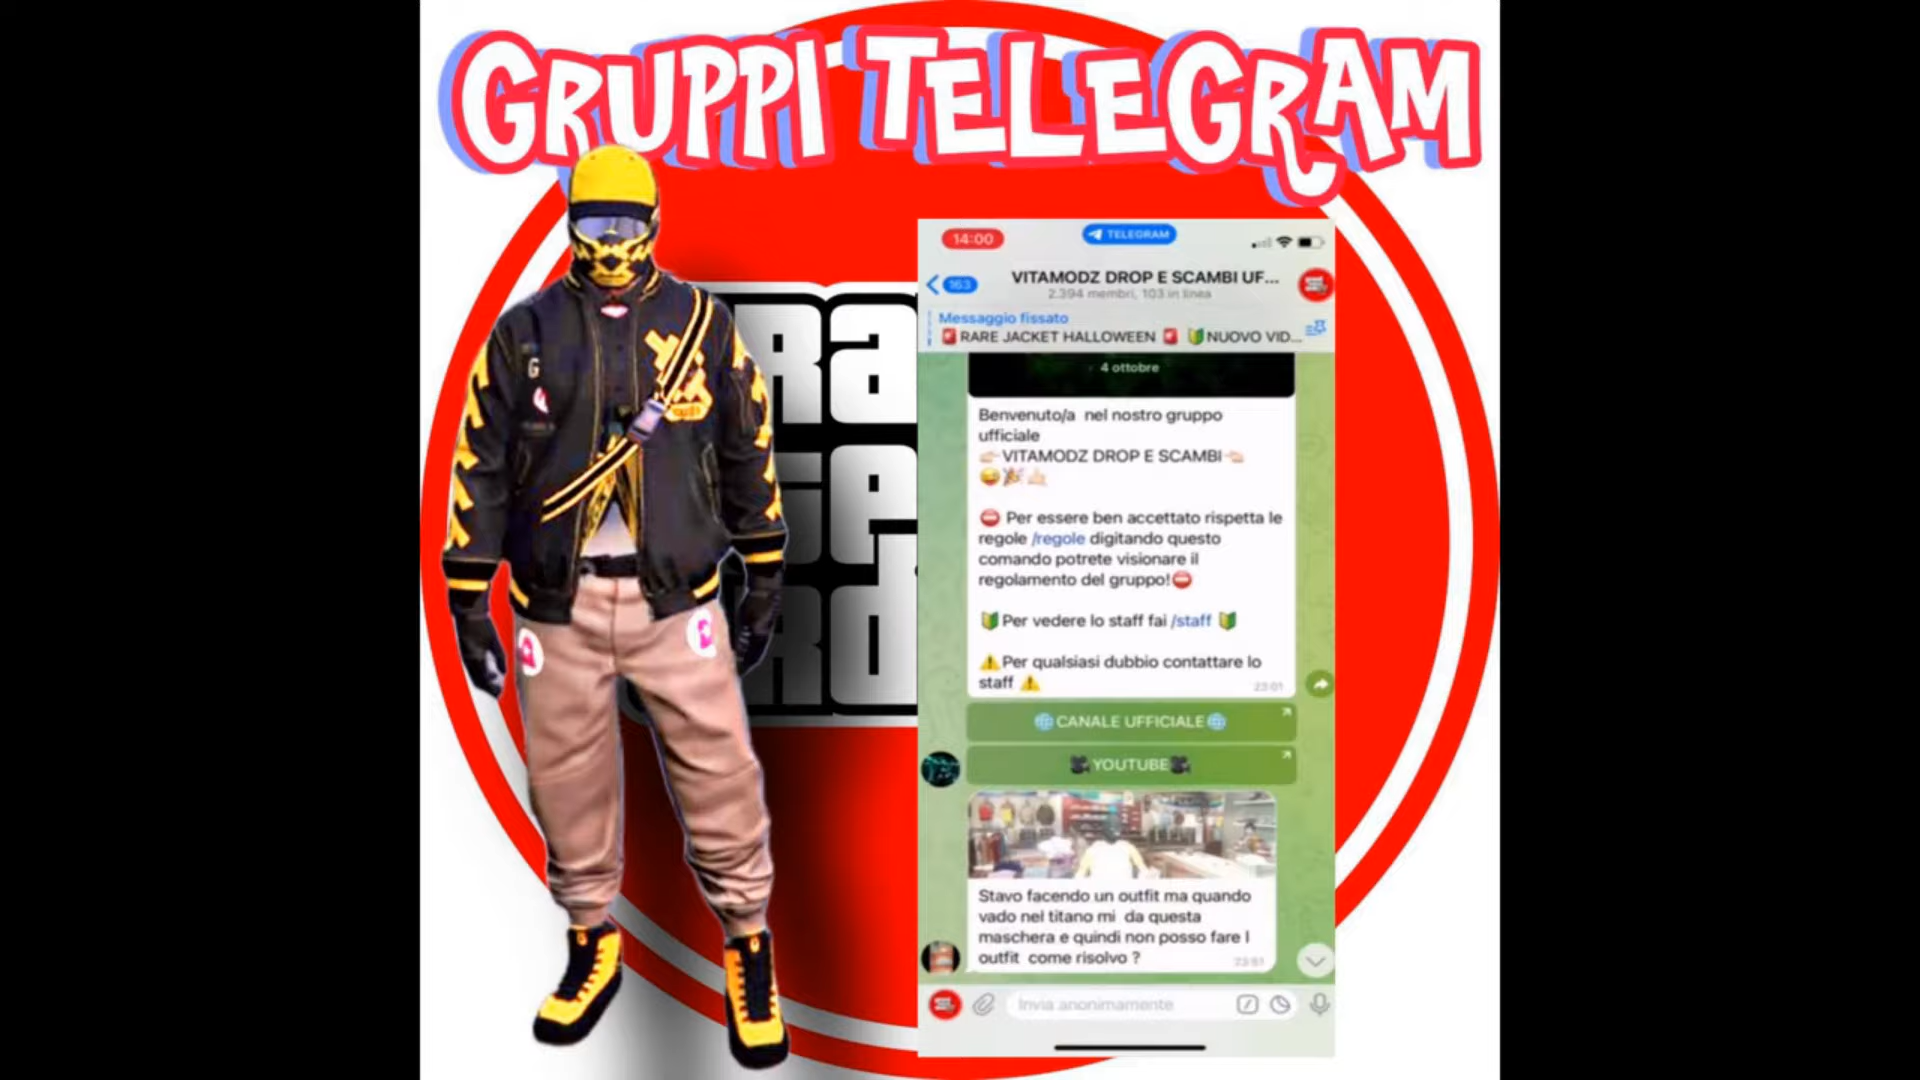 GRUPPI TELEGRAM
14:00
TELEGRAM
163
VITAMODZ DROP E SCAMBI UF...
2.394 membri, 103 in linea
Messaggio fissato
🚨RARE JACKET HALLOWEEN 🚨 🔰NUOVO VID...
4 ottobre
Benvenuto/a nel nostro gruppo
ufficiale
👉🏻VITAMODZ DROP E SCAMBI👈🏻
😄🎉🤙🏻
⛔ Per essere ben accettato rispetta le
regole /regole digitando questo
comando potrete visionare il
regolamento del gruppo!⛔
🔰Per vedere lo staff fai /staff 🔰
⚠️Per qualsiasi dubbio contattare lo
staff ⚠️
23:01
🌐CANALE UFFICIALE🌐
🎥YOUTUBE🎥
Stavo facendo un outfit ma quando
vado nel titano mi da questa
maschera e quindi non posso fare l
outfit come risolvo ?
23:51
Invia anonimamente
G